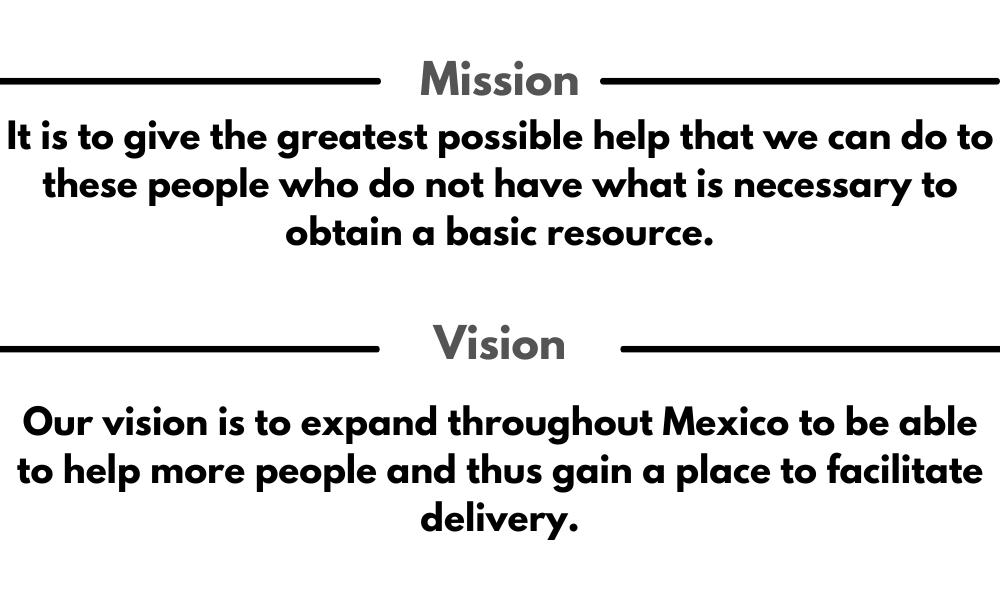 Mission
It is to give the greatest possible help that we can do to
these people who do not have what is necessary to
obtain a basic resource.
Vision
Our vision is to expand throughout Mexico to be able
to help more people and thus gain a place to facilitate
delivery.